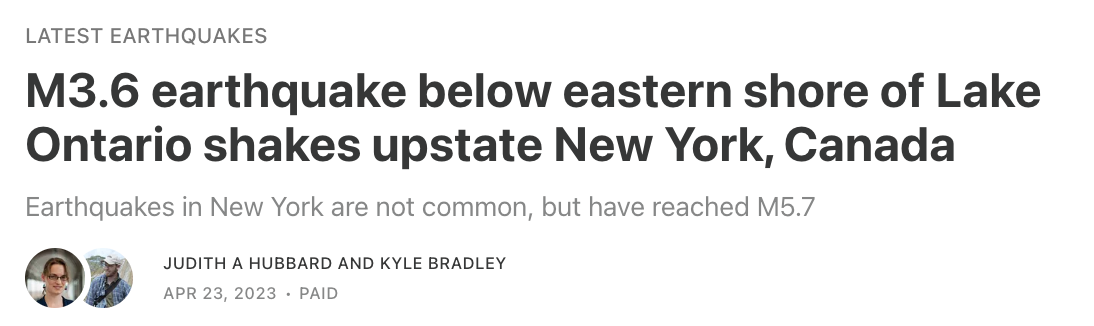 LATEST EARTHQUAKES
M3.6 earthquake below eastern shore of Lake
Ontario shakes upstate New York, Canada
Earthquakes in New York are not common, but have reached M5.7
JUDITH A HUBBARD AND KYLE BRADLEY
APR 23, 2023 · PAID